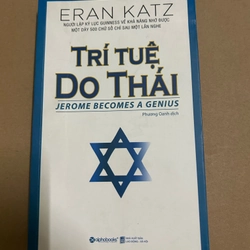 ERAN KATZ
NGƯỜI LẬP KỶ LỤC GUINNESS VỀ KHẢ NĂNG NHỚ ĐƯỢC
MỘT DÃY 500 CHỮ SỐ CHỈ SAU MỘT LẦN NGHE
TRÍ TUỆ
DO THÁI
JEROME BECOMES A GENIUS
Phương Oanh dịch
alphabooks